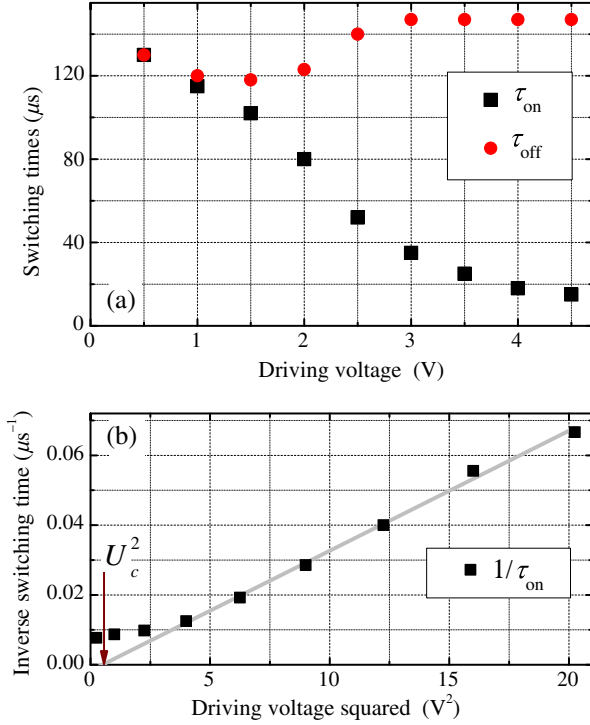 120
80
40
0
Switching times (μs)
τon
τoff
(a)
0 1 2 3 4
Driving voltage (V)
(b)
0.06
0.04
0.02
0.00
Inverse switching time (μs⁻¹)
U_c^2
1/τon
0 5 10 15 20
Driving voltage squared (V²)